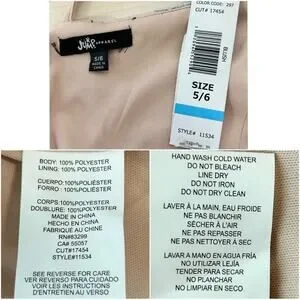 JUMP APPAREL
5/6
MADE IN
CHINA
COLOR CODE: 297
CUT# 17454
BLUSH
SIZE
5/6
STYLE# 11534
BODY: 100% POLYESTER
LINING: 100% POLYESTER
CUERPO:100% POLIÉSTER
FORRO : 100% POLIÉSTER
CORPS:100% POLYESTER
DOUBLURE: 100% POLYESTER
MADE IN CHINA
HECHO EN CHINA
FABRIQUE AU CHINE
RN#83299
CA# 55057
CUT#17454
STYLE#11534
SEE REVERSE FOR CARE
VER REVERSO PARA CUIDADO
VOIR LES INSTRUCTIONS
D'ENTRETIEN AU VERSO
HAND WASH COLD WATER
DO NOT BLEACH
LINE DRY
DO NOT IRON
DO NOT DRY CLEAN
LAVER À LA MAIN, EAU FROIDE
NE PAS BLANCHIR
SÉCHER À L'AIR
NE PAS REPASSER
NE PAS NETTOYER À SEC
LAVAR A MANO EN AGUA FRÍA
NO UTILIZAR LEJÍA
TENDER PARA SECAR
NO PLANCHAR
NO LIMPIAR EN SECO